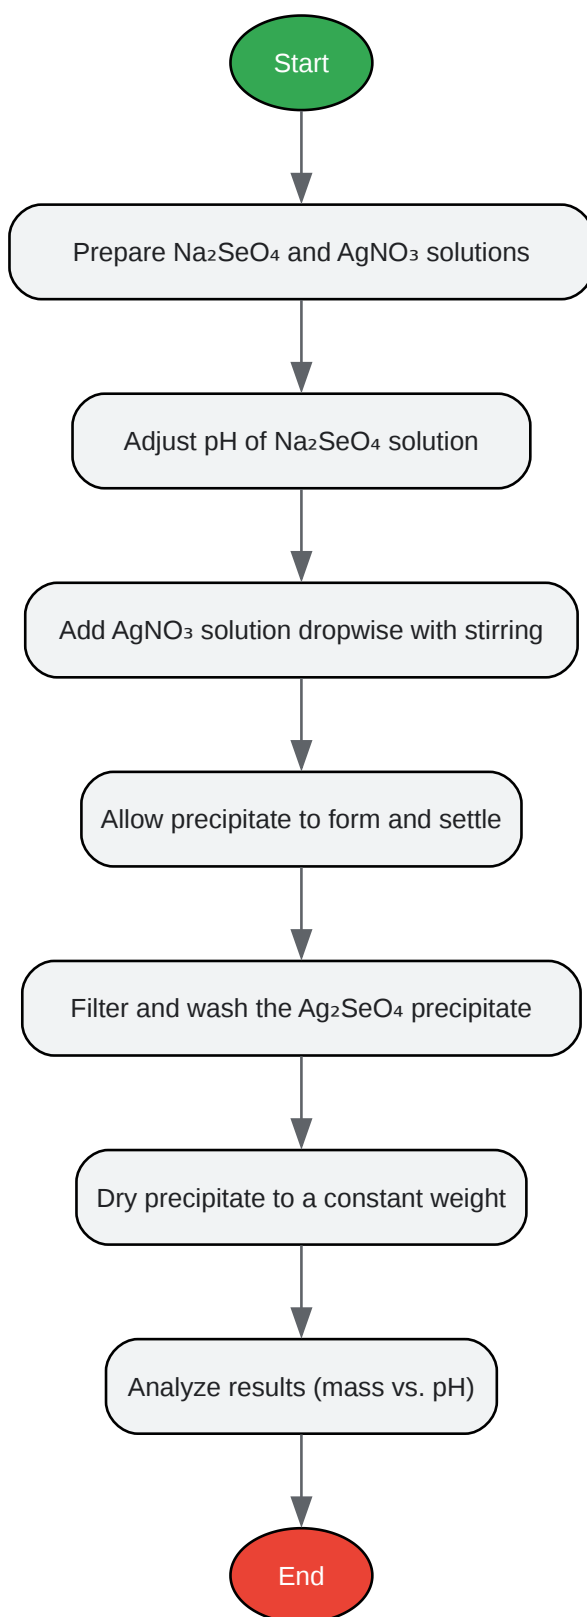 Start
Prepare Na₂SeO₄ and AgNO₃ solutions
Adjust pH of Na₂SeO₄ solution
Add AgNO₃ solution dropwise with stirring
Allow precipitate to form and settle
Filter and wash the Ag₂SeO₄ precipitate
Dry precipitate to a constant weight
Analyze results (mass vs. pH)
End